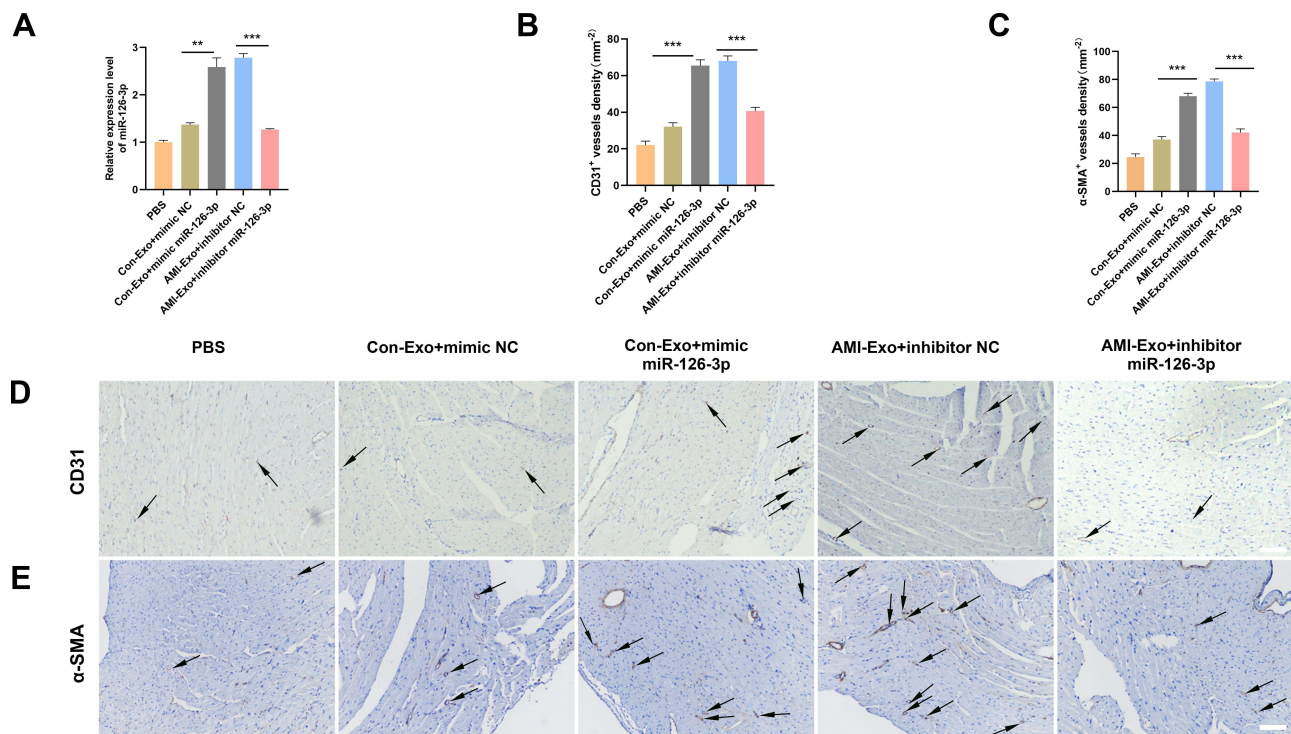 A
Relative expression level
of miR-126-3p
3
2
1
0
**
***
PBS
Con-Exo+mimic NC
Con-Exo+mimic miR-126-3p
AMI-Exo+inhibitor NC
AMI-Exo+inhibitor miR-126-3p
B
CD31+ vessels density (mm-2)
80
60
40
20
0
***
***
PBS
Con-Exo+mimic NC
Con-Exo+mimic miR-126-3p
AMI-Exo+inhibitor NC
AMI-Exo+inhibitor miR-126-3p
C
α-SMA+ vessels density (mm-2)
100
80
60
40
20
0
***
***
PBS
Con-Exo+mimic NC
Con-Exo+mimic miR-126-3p
AMI-Exo+inhibitor NC
AMI-Exo+inhibitor miR-126-3p
PBS
Con-Exo+mimic NC
Con-Exo+mimic
miR-126-3p
AMI-Exo+inhibitor NC
AMI-Exo+inhibitor
miR-126-3p
D
CD31
E
α-SMA